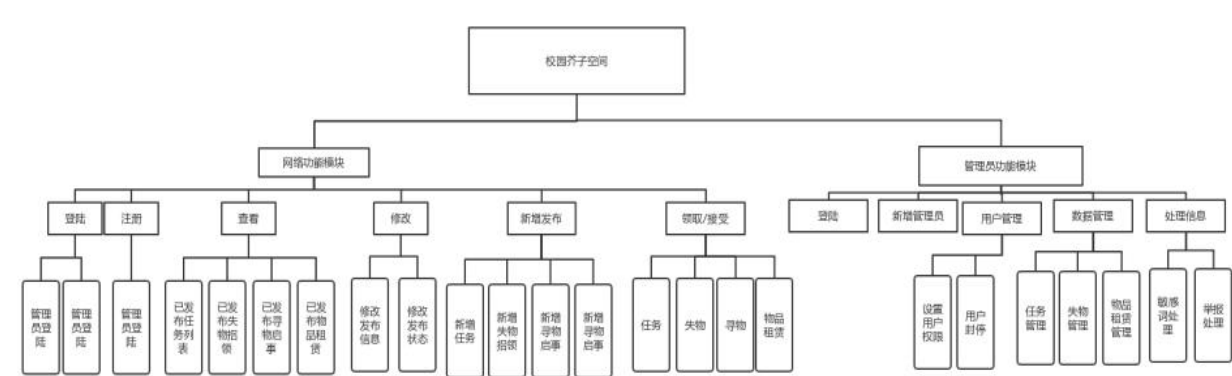 校园芥子空间
网络功能模块
管理员功能模块
登陆
注册
查看
修改
新增发布
领取/接受
登陆
新增管理员
用户管理
数据管理
处理信息
管理
员登
陆
管理
员登
陆
管理
员登
陆
已发
布任
务列
表
已发
布失
物招
领
已发
布寻
物启
事
已发
布物
品租
赁
修改
发布
信息
修改
发布
状态
新增
任务
新增
失物
招领
新增
寻物
启事
新增
寻物
启事
任务
失物
寻物
物品
租赁
设置
用户
权限
用户
封停
任务
管理
失物
管理
物品
租赁
管理
敏感
词处
理
举报
处理